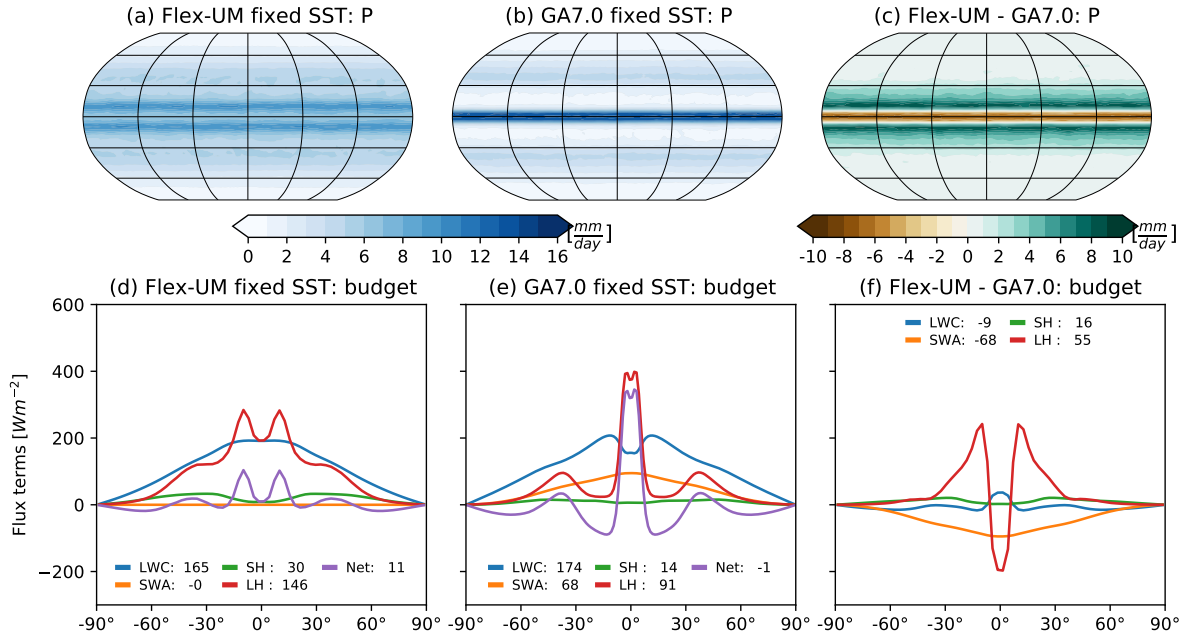 (a) Flex-UM fixed SST: P
(b) GA7.0 fixed SST: P
(c) Flex-UM - GA7.0: P
0 2 4 6 8 10 12 14 16 [mm/day]
-10 -8 -6 -4 -2 0 2 4 6 8 10 [mm/day]
(d) Flex-UM fixed SST: budget
(e) GA7.0 fixed SST: budget
(f) Flex-UM - GA7.0: budget
Flux terms [Wm⁻²]
600
400
200
0
−200
LWC: 165 SH : 30 Net: 11
SWA: -0 LH : 146
LWC: 174 SH : 14 Net: -1
SWA: 68 LH : 91
LWC: -9 SH : 16
SWA: -68 LH : 55
-90° -60° -30° 0° 30° 60° 90°
-90° -60° -30° 0° 30° 60° 90°
-90° -60° -30° 0° 30° 60° 90°